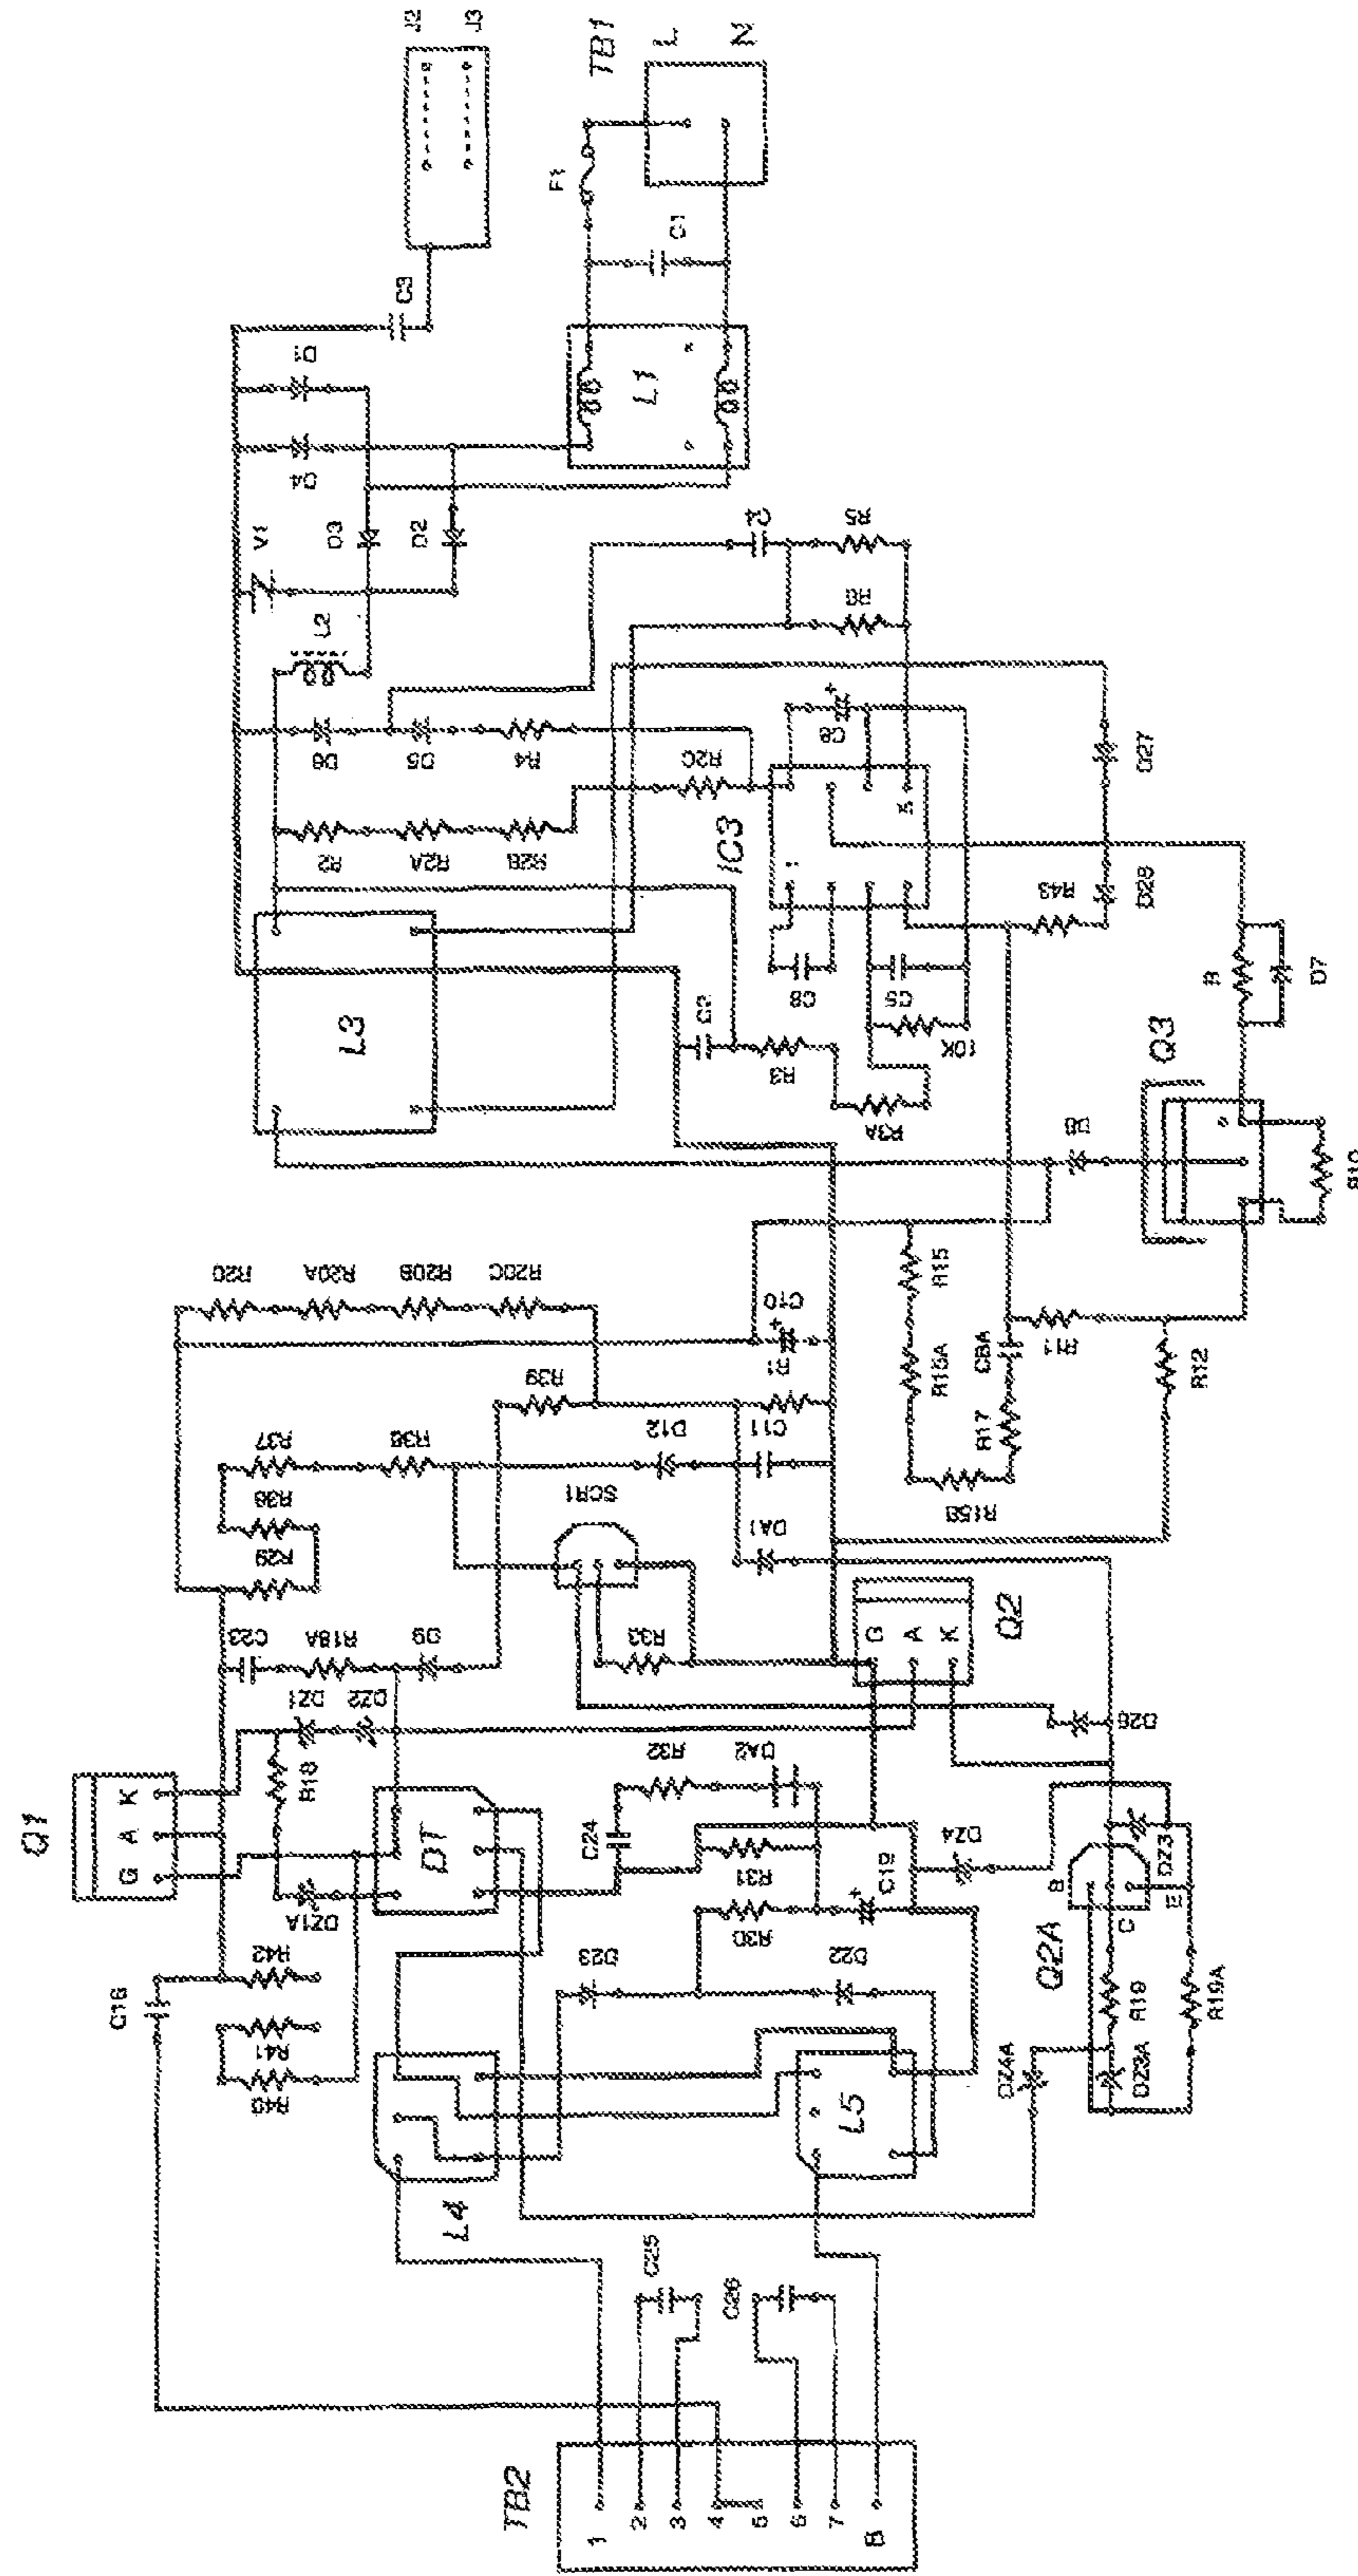 J2
J3
TB1
L
N
F1
C1
C3
L1
D1
D4
V1
D3
D2
L2
C4
R5
D6
D5
R4
R2C
C6
R2
R2A
R2B
IC3
1
5
D27
R43
D28
L3
C2
C8
C5
R3
10K
R3A
R
D7
Q3
D8
R10
R20
R20A
R20B
R20C
C10
R1
R15
R15A
C8A
R11
R12
R17
R15B
R39
R37
R38
R29
D12
C11
SCR1
DA1
C23
R18A
D9
R33
G
A
K
Q2
DZ1
DZ2
D26
Q1
G
A
K
R18
DT
R32
DA2
C24
DZ1A
R31
R30
C19
DZ4
DZ3
B
C
E
Q2A
R42
R41
R40
C16
D23
D22
R19
R19A
DZ4A
DZ3A
L4
L5
C25
C26
TB2
1
2
3
4
5
6
7
8